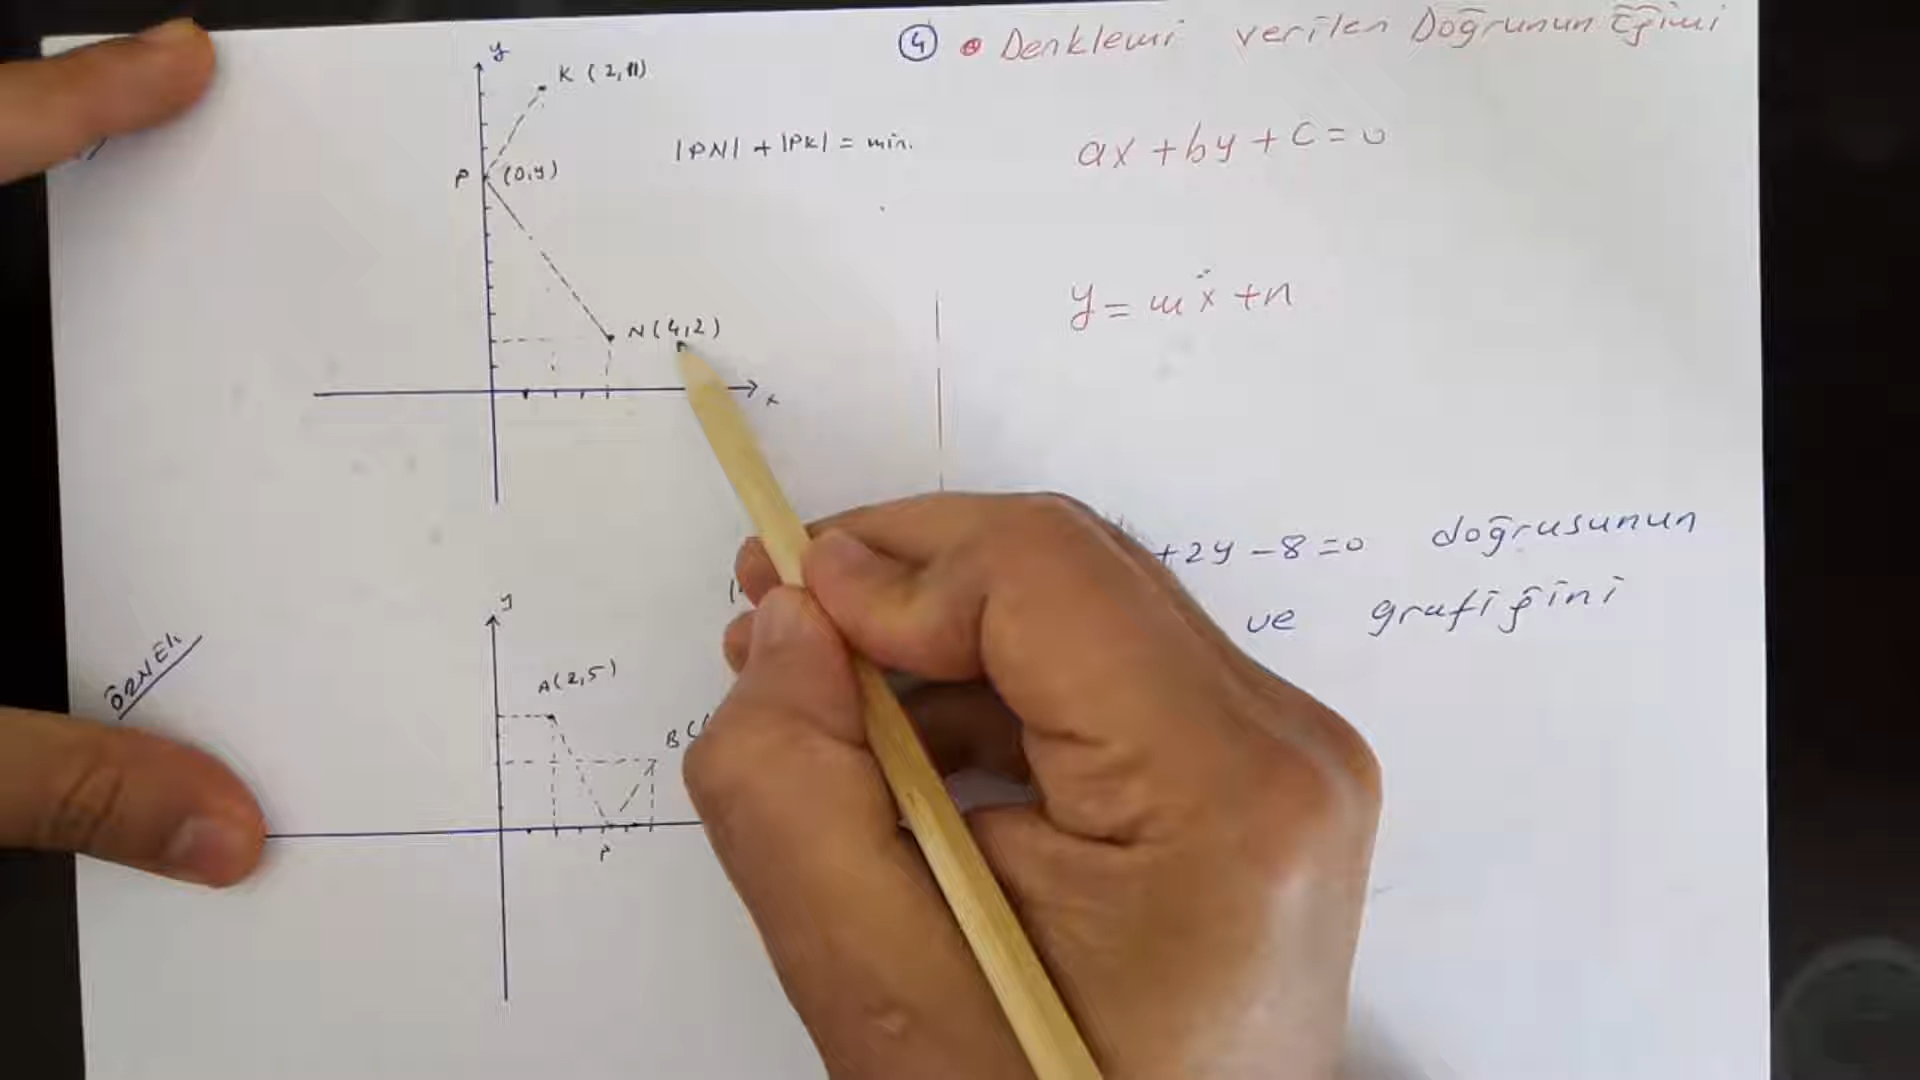 y
K (2,11)
|PN| + |PK| = min.
P (0,y)
N (4,2)
x
ÖRNEK
y
A(2,5)
B(
P
④ Denklemi verilen Doğrunun Eğimi
ax + by + c = 0
y = mx + n
+2y - 8 = 0 doğrusunun
ve grafiğini